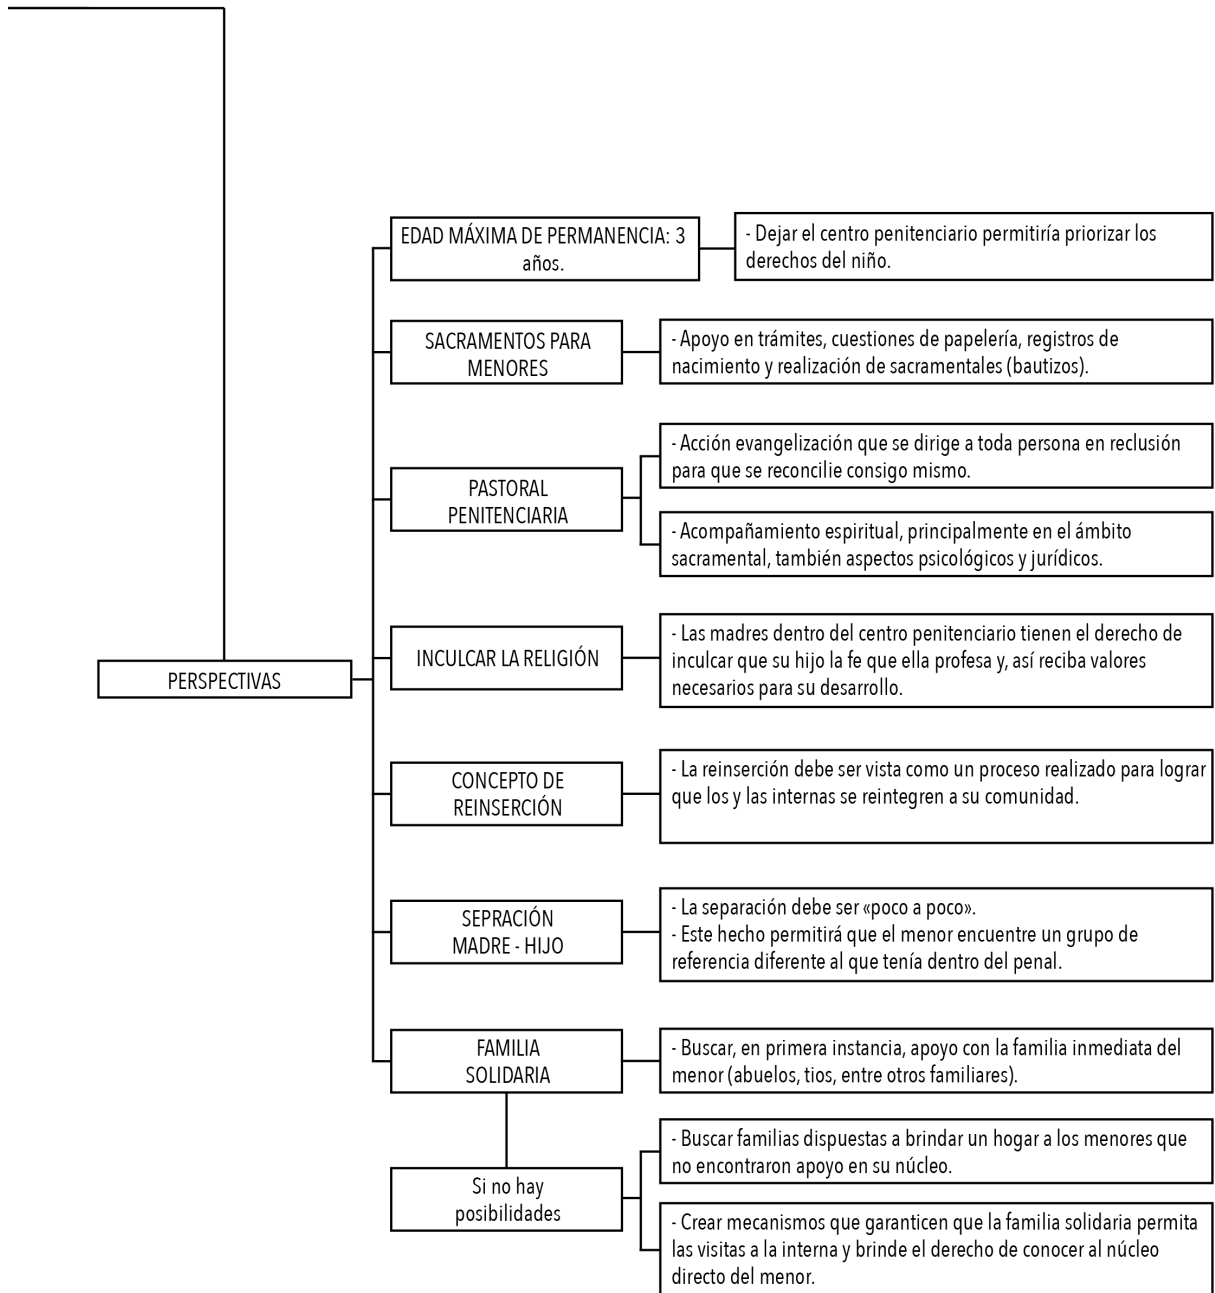 EDAD MÁXIMA DE PERMANENCIA: 3
años.
- Dejar el centro penitenciario permitiría priorizar los
derechos del niño.
SACRAMENTOS PARA
MENORES
- Apoyo en trámites, cuestiones de papelería, registros de
nacimiento y realización de sacramentales (bautizos).
PASTORAL
PENITENCIARIA
- Acción evangelización que se dirige a toda persona en reclusión
para que se reconcilie consigo mismo.
- Acompañamiento espiritual, principalmente en el ámbito
sacramental, también aspectos psicológicos y jurídicos.
PERSPECTIVAS
INCULCAR LA RELIGIÓN
- Las madres dentro del centro penitenciario tienen el derecho de
inculcar que su hijo la fe que ella profesa y, así reciba valores
necesarios para su desarrollo.
CONCEPTO DE
REINSERCIÓN
- La reinserción debe ser vista como un proceso realizado para lograr
que los y las internas se reintegren a su comunidad.
SEPRACIÓN
MADRE - HIJO
- La separación debe ser «poco a poco».
- Este hecho permitirá que el menor encuentre un grupo de
referencia diferente al que tenía dentro del penal.
FAMILIA
SOLIDARIA
- Buscar, en primera instancia, apoyo con la familia inmediata del
menor (abuelos, tios, entre otros familiares).
Si no hay
posibilidades
- Buscar familias dispuestas a brindar un hogar a los menores que
no encontraron apoyo en su núcleo.
- Crear mecanismos que garanticen que la familia solidaria permita
las visitas a la interna y brinde el derecho de conocer al núcleo
directo del menor.